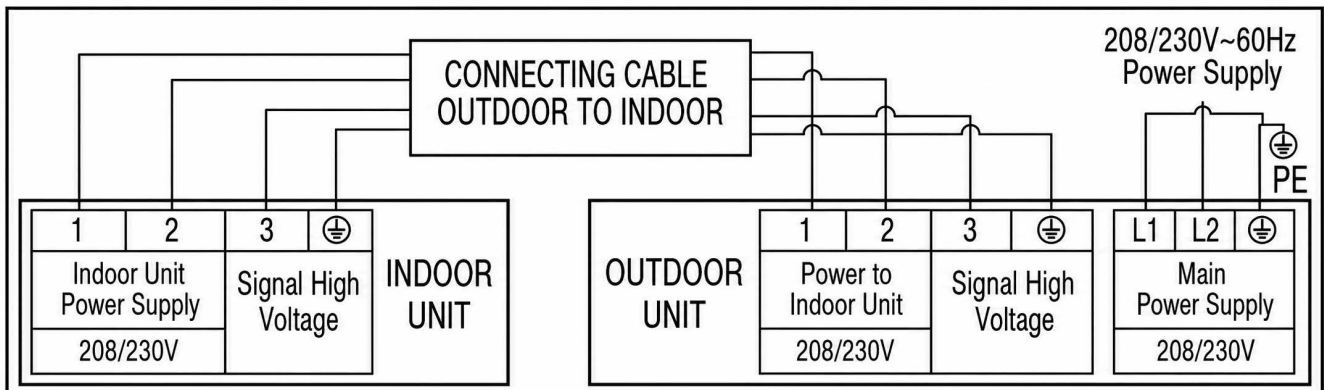 CONNECTING CABLE
OUTDOOR TO INDOOR
208/230V~60Hz
Power Supply
PE
1 2 3
Indoor Unit
Power Supply
208/230V
Signal High
Voltage
INDOOR
UNIT
OUTDOOR
UNIT
1 2 3
Power to
Indoor Unit
208/230V
Signal High
Voltage
L1 L2
Main
Power Supply
208/230V